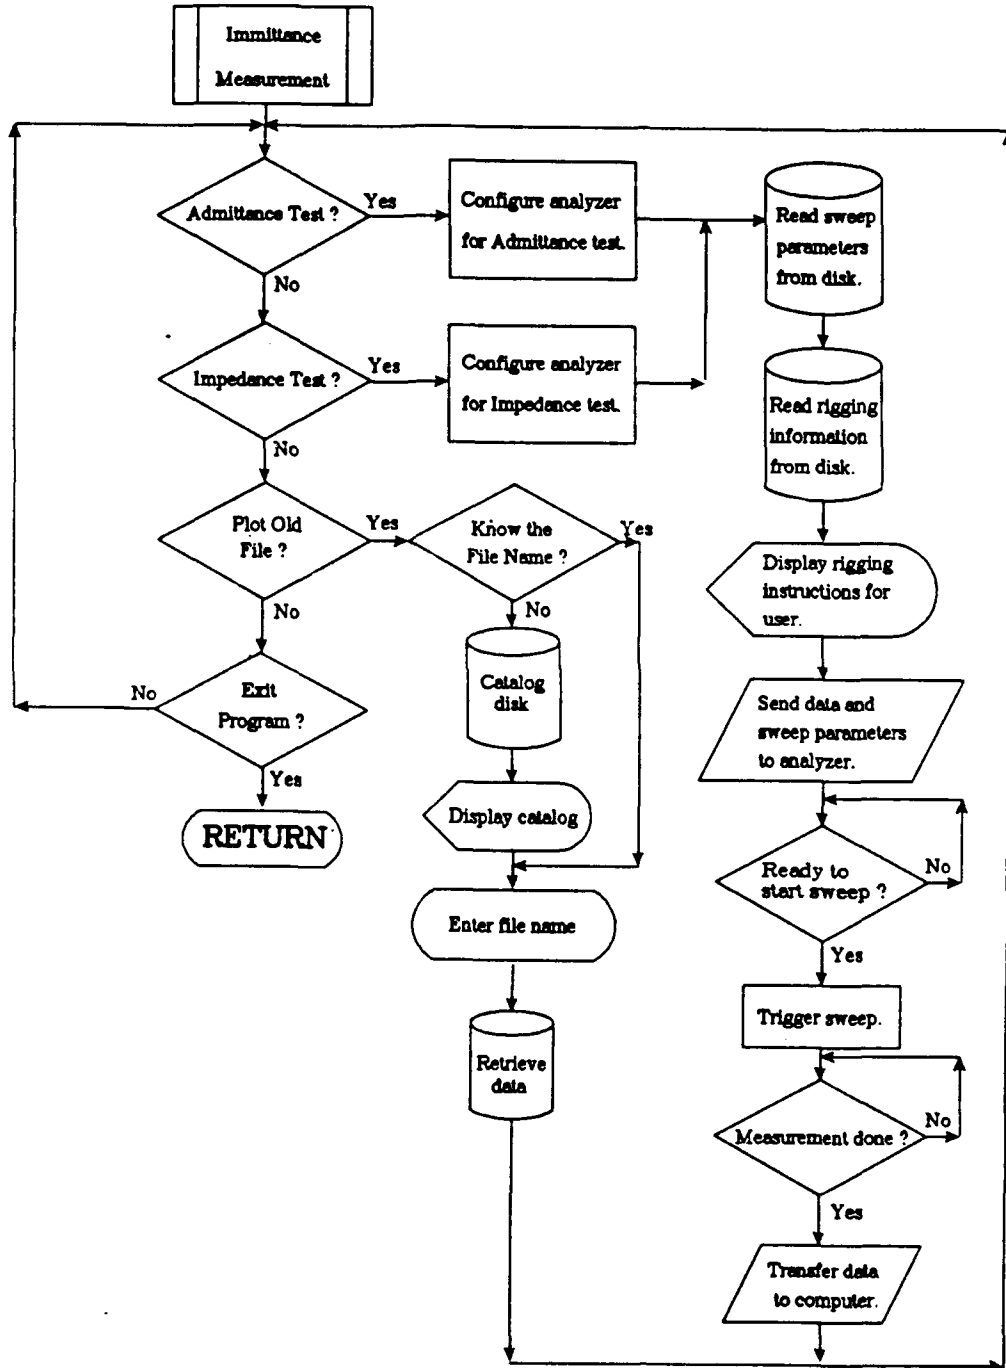 Immittance
Measurement
Admittance Test ?
Yes
Configure analyzer
for Admittance test.
Read sweep
parameters
from disk.
No
Impedance Test ?
Yes
Configure analyzer
for Impedance test.
Read rigging
information
from disk.
No
Plot Old
File ?
Yes
Know the
File Name ?
Yes
Display rigging
instructions for
user.
No
No
Exit
Program ?
No
Catalog
disk
Send data and
sweep parameters
to analyzer.
Yes
RETURN
Display catalog
Ready to
start sweep ?
No
Enter file name
Yes
Trigger sweep.
Retrieve
data
Measurement done ?
No
Yes
Transfer data
to computer.